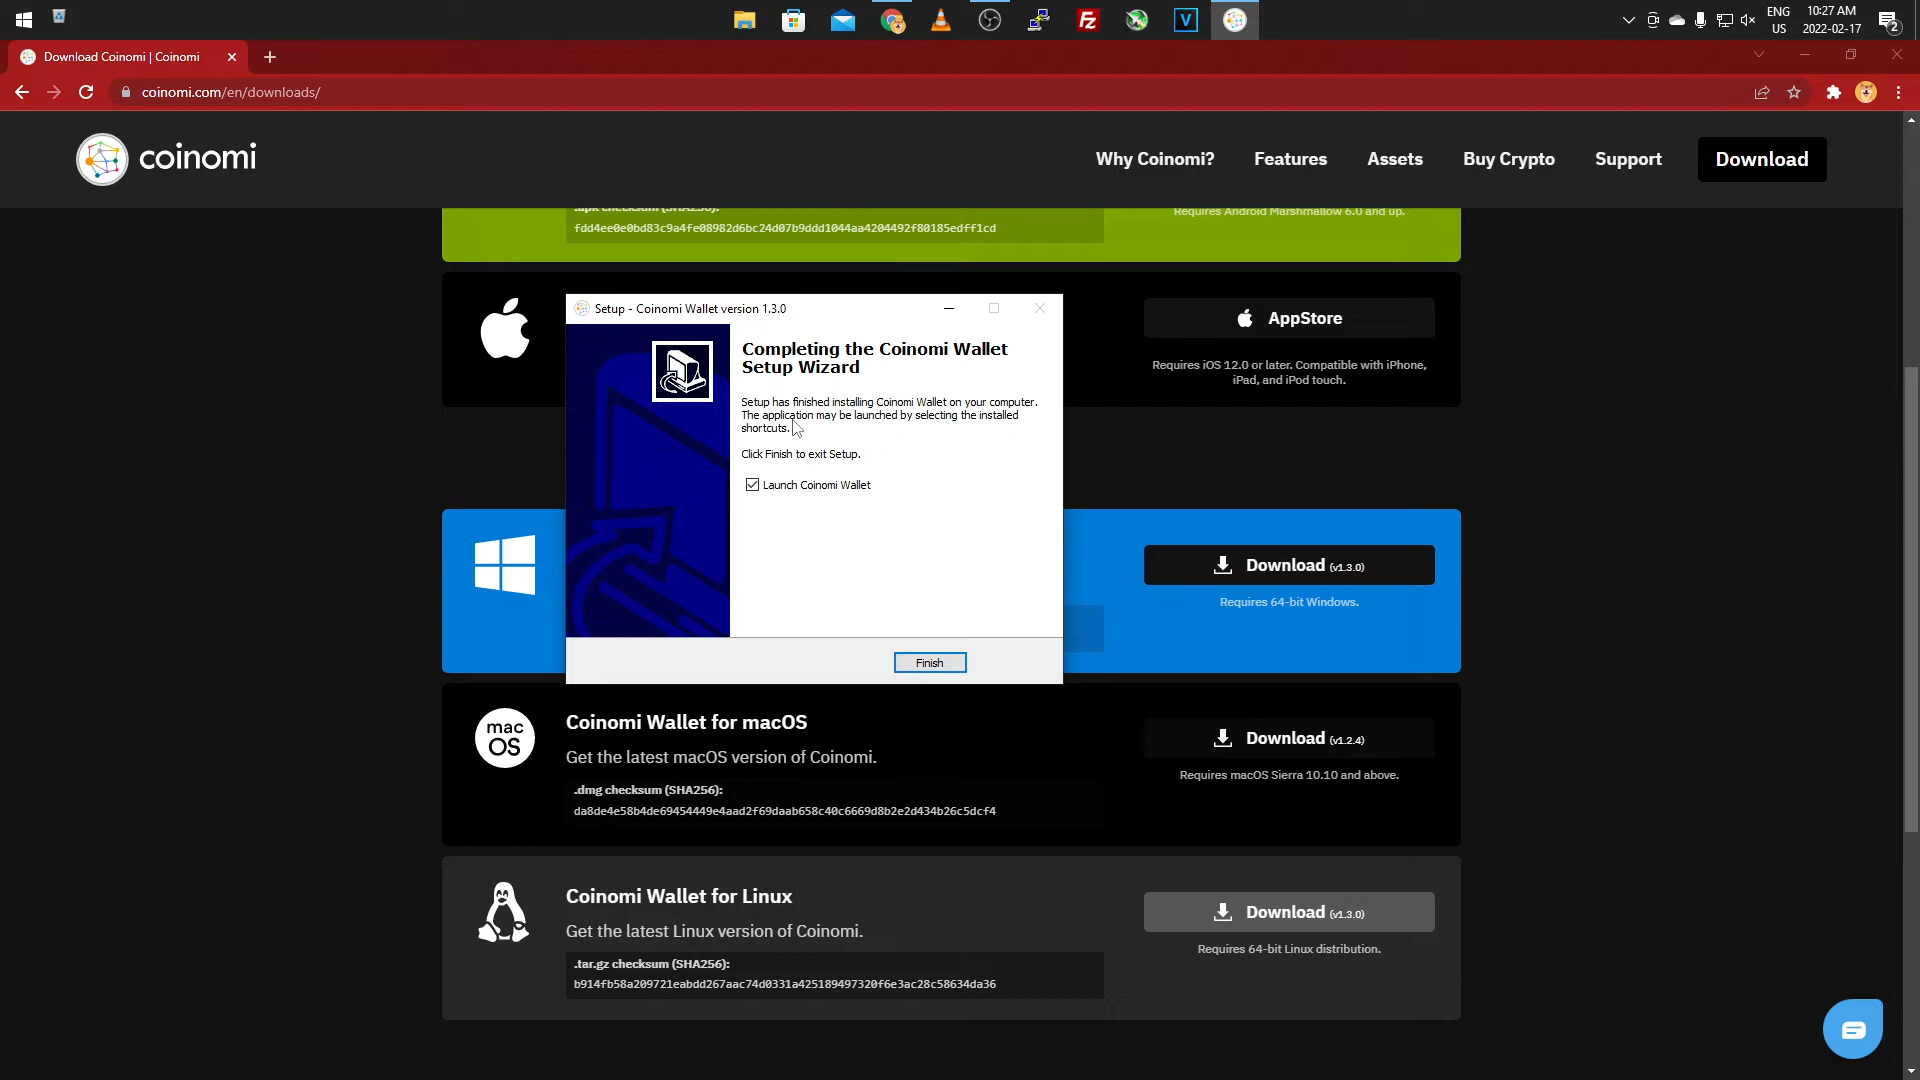 ENG
US
10:27 AM
2022-02-17
2
V
Fz
Download Coinomi | Coinomi
coinomi.com/en/downloads/
coinomi
Why Coinomi?
Features
Assets
Buy Crypto
Support
Download
.apk checksum (SHA256):
fdd4ee0e0bd83c9a4fe08982d6bc24d07b9ddd1044aa4204492f80185edff1cd
Requires Android Marshmallow 6.0 and up.
AppStore
Requires iOS 12.0 or later. Compatible with iPhone,
iPad, and iPod touch.
Setup - Coinomi Wallet version 1.3.0
Completing the Coinomi Wallet
Setup Wizard
Setup has finished installing Coinomi Wallet on your computer.
The application may be launched by selecting the installed
shortcuts.
Click Finish to exit Setup.
Launch Coinomi Wallet
Finish
Download (v1.3.0)
Requires 64-bit Windows.
mac
OS
Coinomi Wallet for macOS
Get the latest macOS version of Coinomi.
.dmg checksum (SHA256):
da8de4e58b4de69454449e4aad2f69daab658c40c6669d8b2e2d434b26c5dcf4
Download (v1.2.4)
Requires macOS Sierra 10.10 and above.
Coinomi Wallet for Linux
Get the latest Linux version of Coinomi.
.tar.gz checksum (SHA256):
b914fb58a209721eabdd267aac74d0331a425189497320f6e3ac28c58634da36
Download (v1.3.0)
Requires 64-bit Linux distribution.